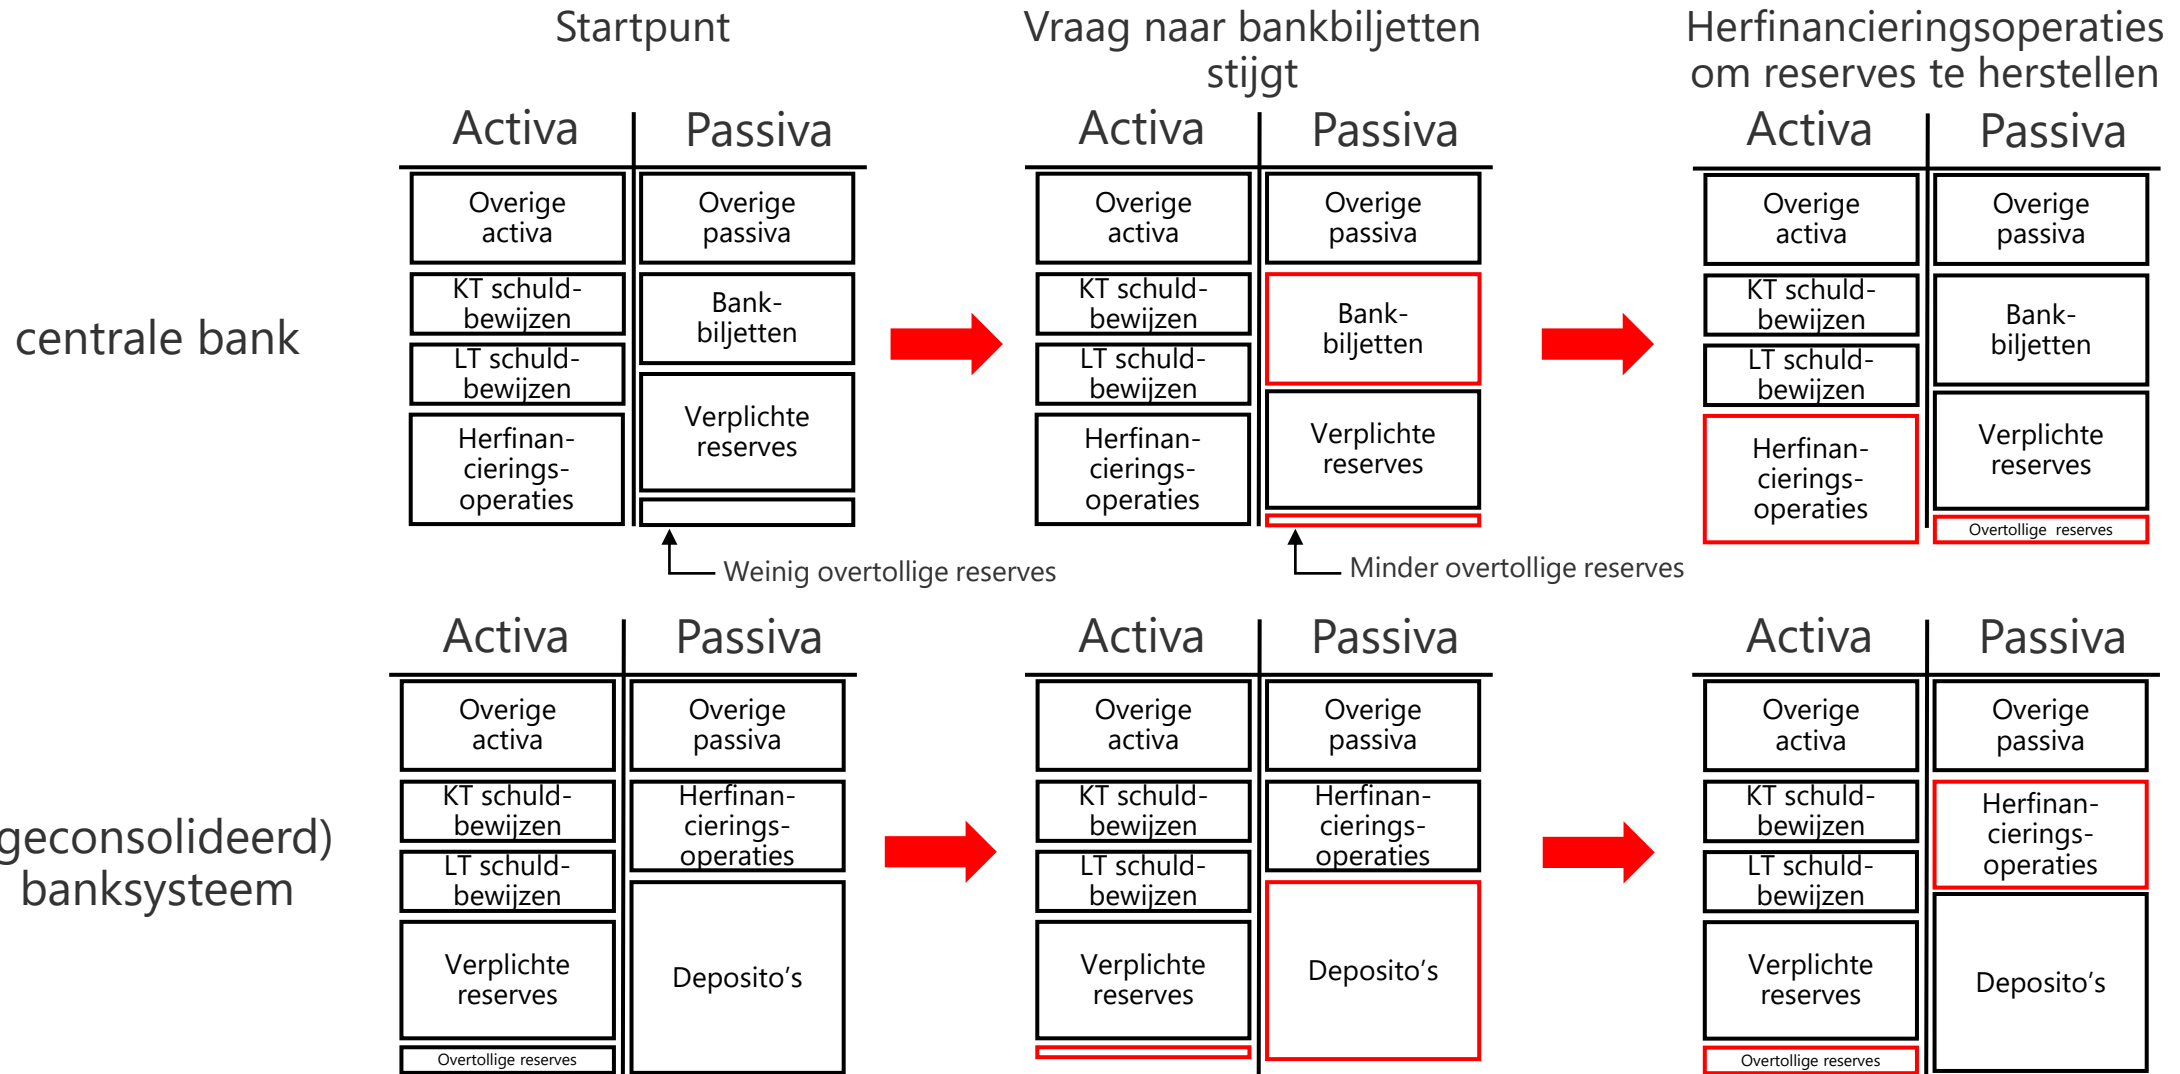 Startpunt
Vraag naar bankbiljetten
stijgt
Herfinancieringsoperaties
om reserves te herstellen
centrale bank
Activa
Passiva
Overige
activa
Overige
passiva
KT schuld-
bewijzen
Bank-
biljetten
LT schuld-
bewijzen
Verplichte
reserves
Herfinan-
cierings-
operaties
Weinig overtollige reserves
Activa
Passiva
Overige
activa
Overige
passiva
KT schuld-
bewijzen
Bank-
biljetten
LT schuld-
bewijzen
Verplichte
reserves
Herfinan-
cierings-
operaties
Minder overtollige reserves
Activa
Passiva
Overige
activa
Overige
passiva
KT schuld-
bewijzen
Bank-
biljetten
LT schuld-
bewijzen
Verplichte
reserves
Herfinan-
cierings-
operaties
Overtollige reserves
geconsolideerd)
banksysteem
Activa
Passiva
Overige
activa
Overige
passiva
KT schuld-
bewijzen
Herfinan-
cierings-
operaties
LT schuld-
bewijzen
Verplichte
reserves
Deposito’s
Overtollige reserves
Activa
Passiva
Overige
activa
Overige
passiva
KT schuld-
bewijzen
Herfinan-
cierings-
operaties
LT schuld-
bewijzen
Verplichte
reserves
Deposito’s
Activa
Passiva
Overige
activa
Overige
passiva
KT schuld-
bewijzen
Herfinan-
cierings-
operaties
LT schuld-
bewijzen
Verplichte
reserves
Deposito’s
Overtollige reserves